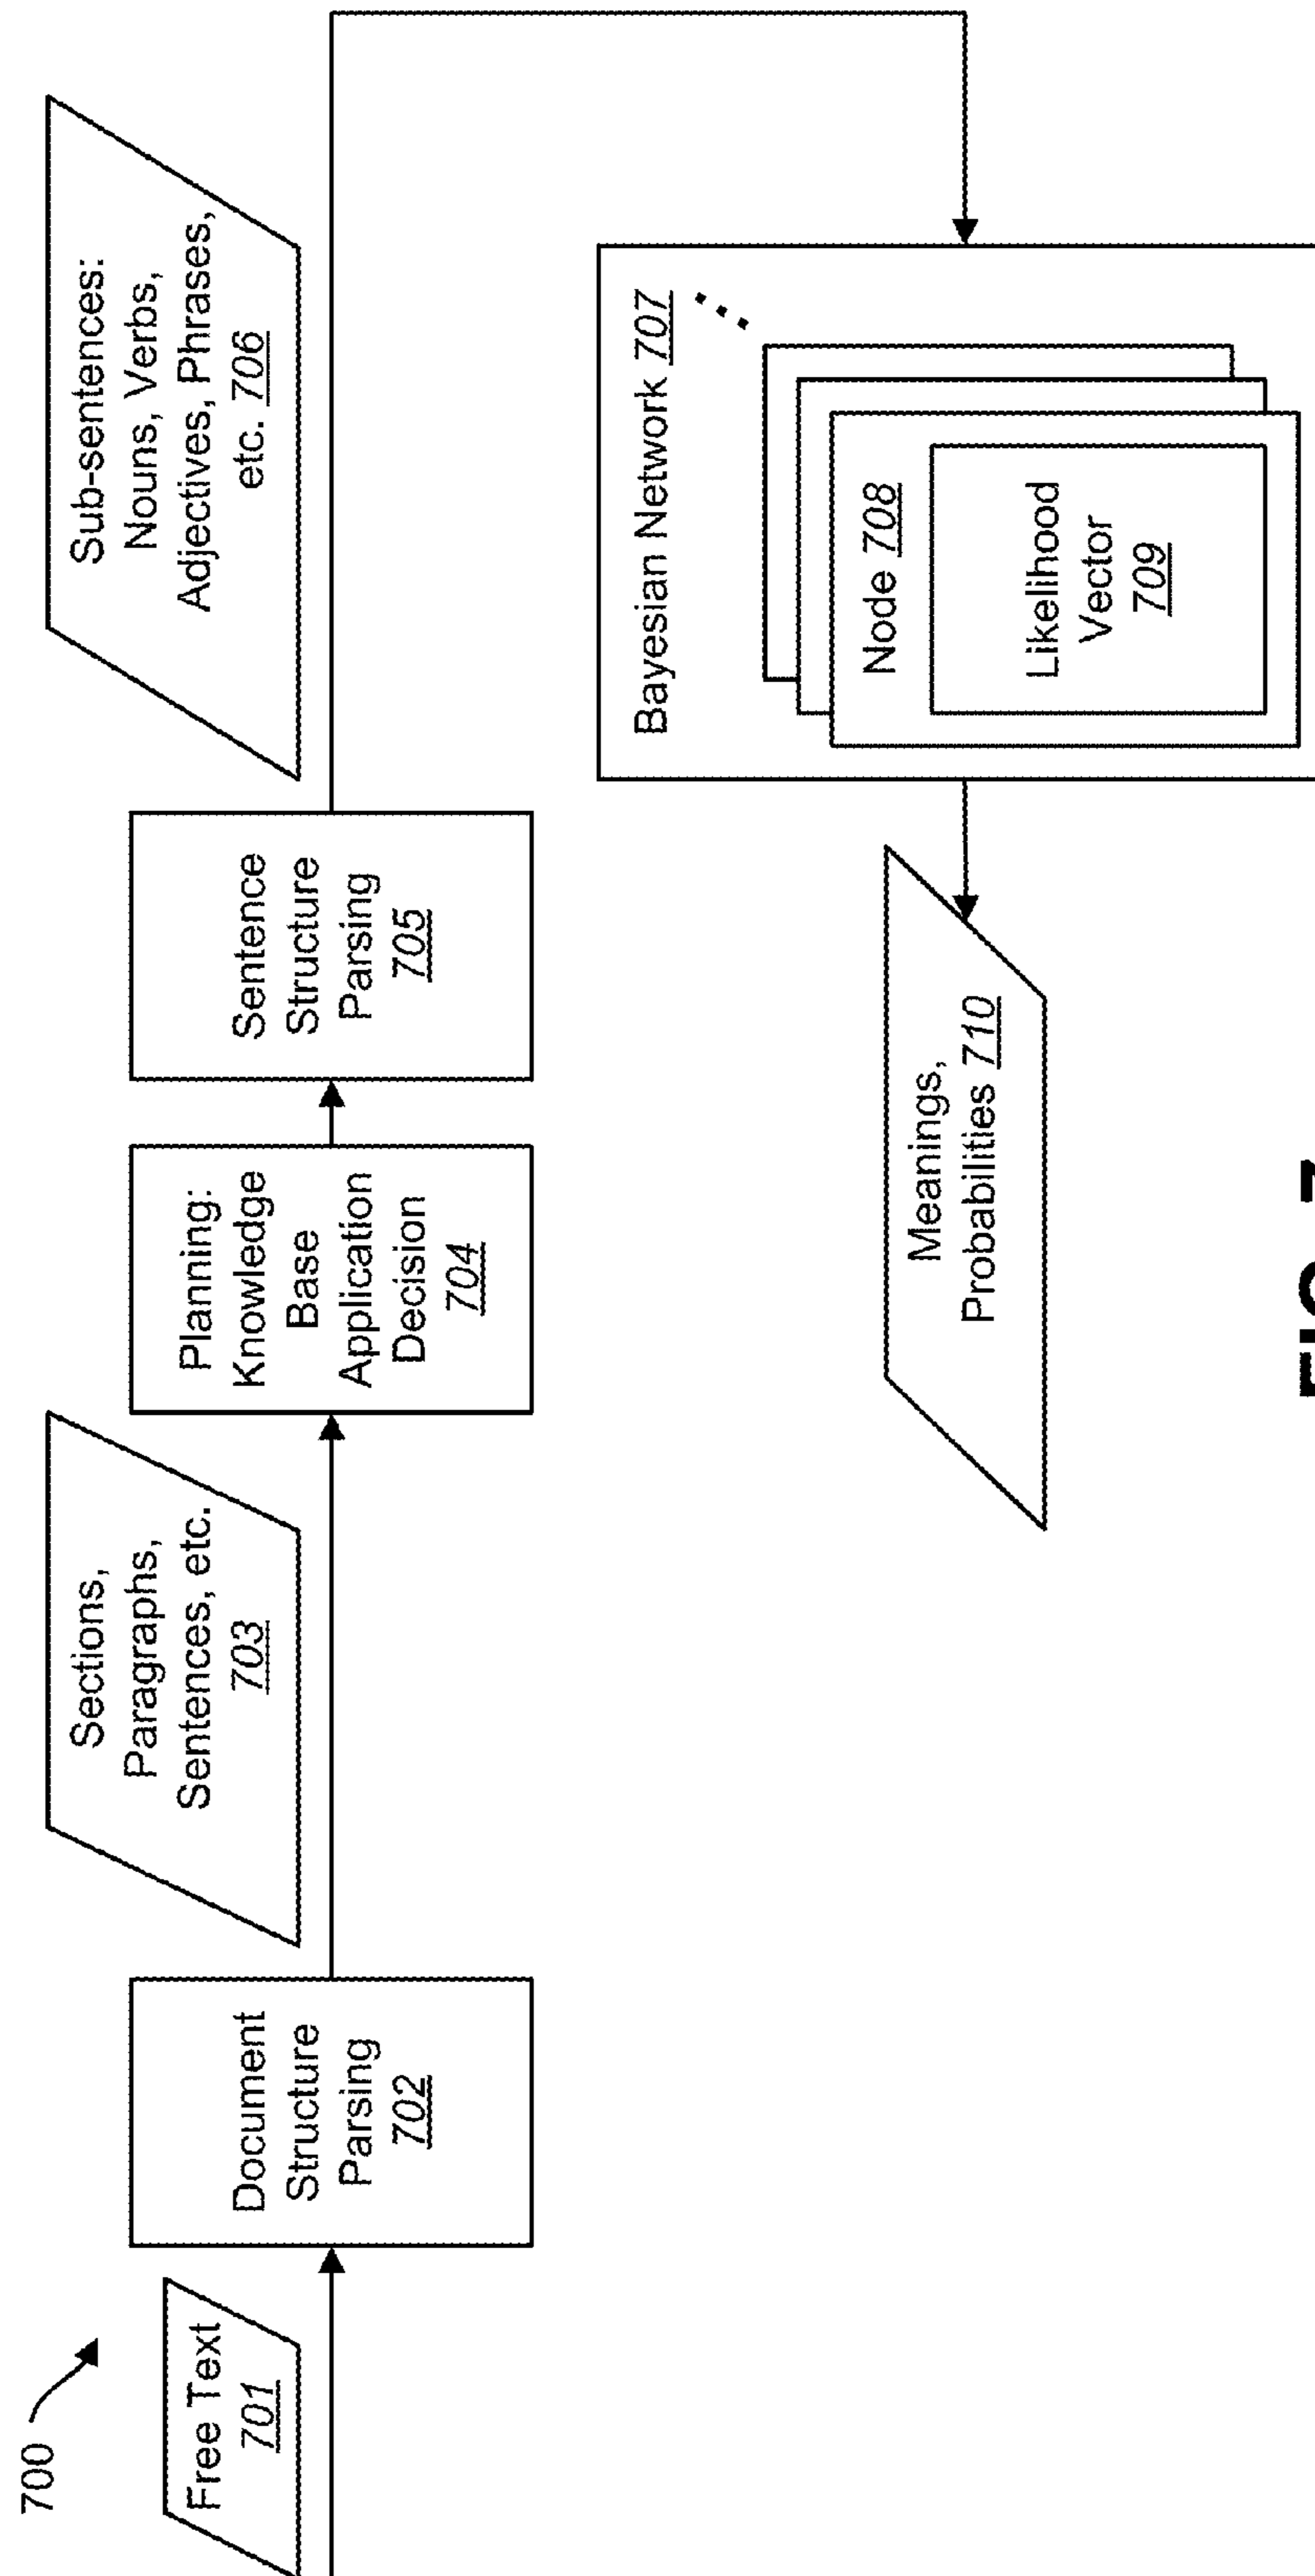 700
Free Text
701
Document
Structure
Parsing
702
Sections,
Paragraphs,
Sentences, etc.
703
Planning:
Knowledge
Base
Application
Decision
704
Sentence
Structure
Parsing
705
Sub-sentences:
Nouns, Verbs,
Adjectives, Phrases,
etc. 706
Bayesian Network 707
Node 708
Likelihood
Vector
709
Meanings,
Probabilities 710